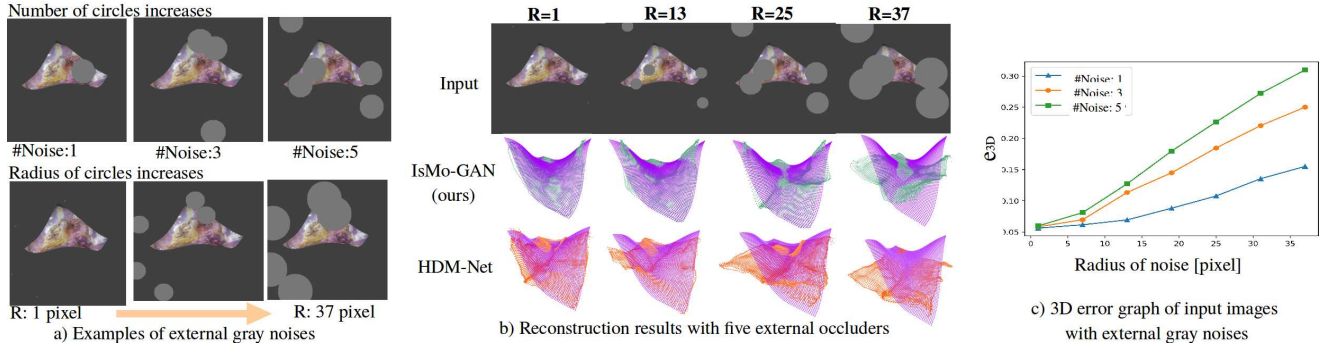 Number of circles increases
#Noise:1 #Noise:3 #Noise:5
Radius of circles increases
R: 1 pixel R: 37 pixel
a) Examples of external gray noises
R=1 R=13 R=25 R=37
Input
IsMo-GAN
(ours)
HDM-Net
b) Reconstruction results with five external occluders
#Noise: 1
#Noise: 3
#Noise: 5
e3D
0.30
0.25
0.20
0.15
0.10
0.05
0 5 10 15 20 25 30 35
Radius of noise [pixel]
c) 3D error graph of input images
with external gray noises